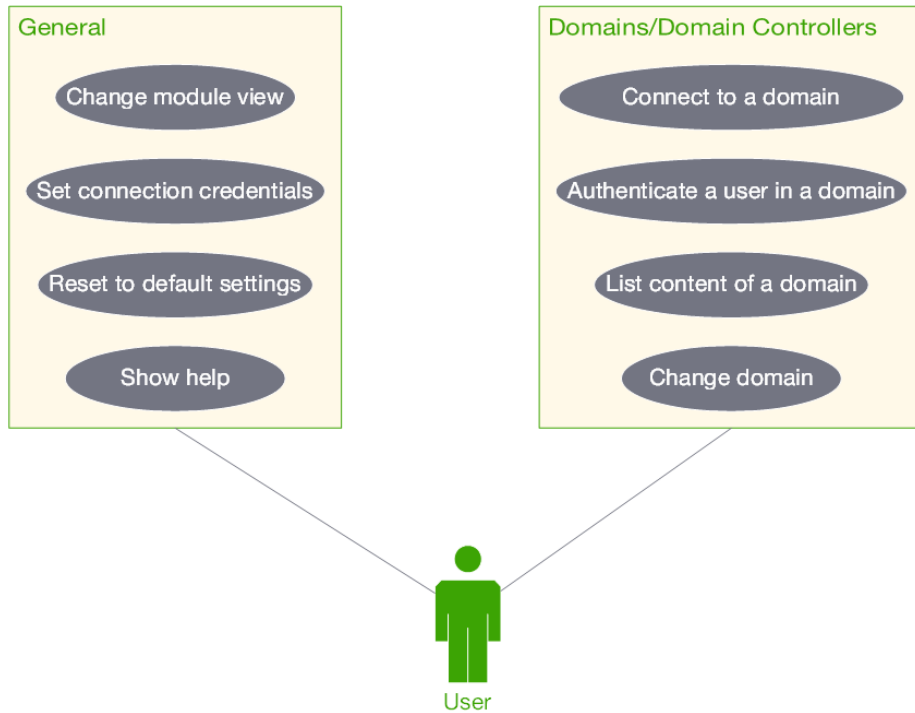 General
Change module view
Set connection credentials
Reset to default settings
Show help
Domains/Domain Controllers
Connect to a domain
Authenticate a user in a domain
List content of a domain
Change domain
User